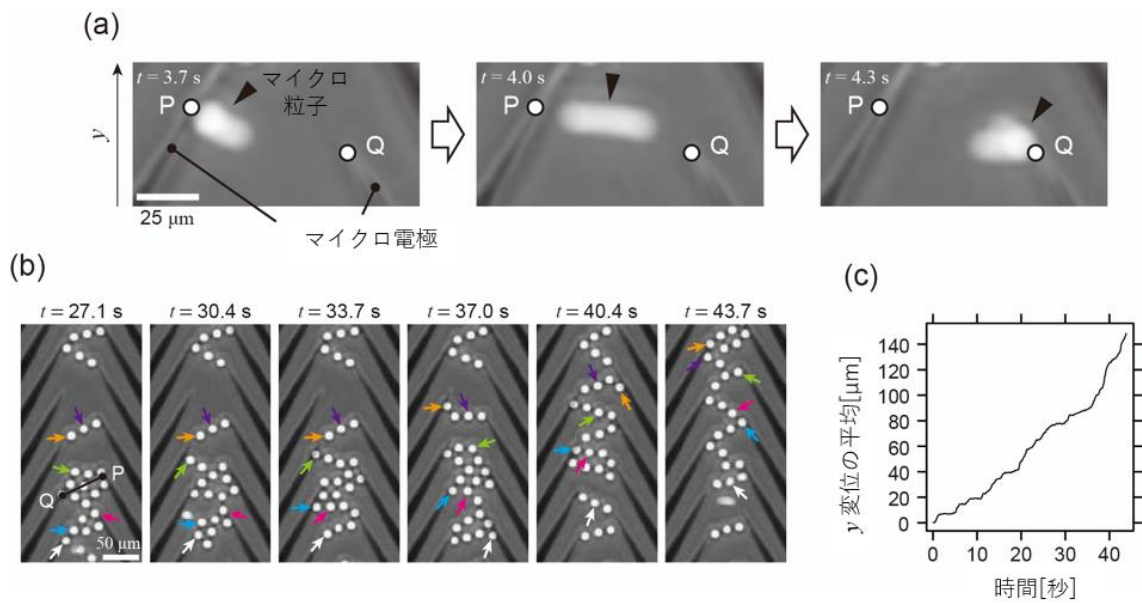 (a)
t = 3.7 s
マイクロ
粒子
P
Q
y
25 μm
マイクロ電極
t = 4.0 s
P
Q
t = 4.3 s
P
Q
(b)
t = 27.1 s
t = 30.4 s
t = 33.7 s
t = 37.0 s
t = 40.4 s
t = 43.7 s
P
Q
50 μm
(c)
y 変位の平均[μm]
140
120
100
80
60
40
20
0
0
10
20
30
40
時間[秒]